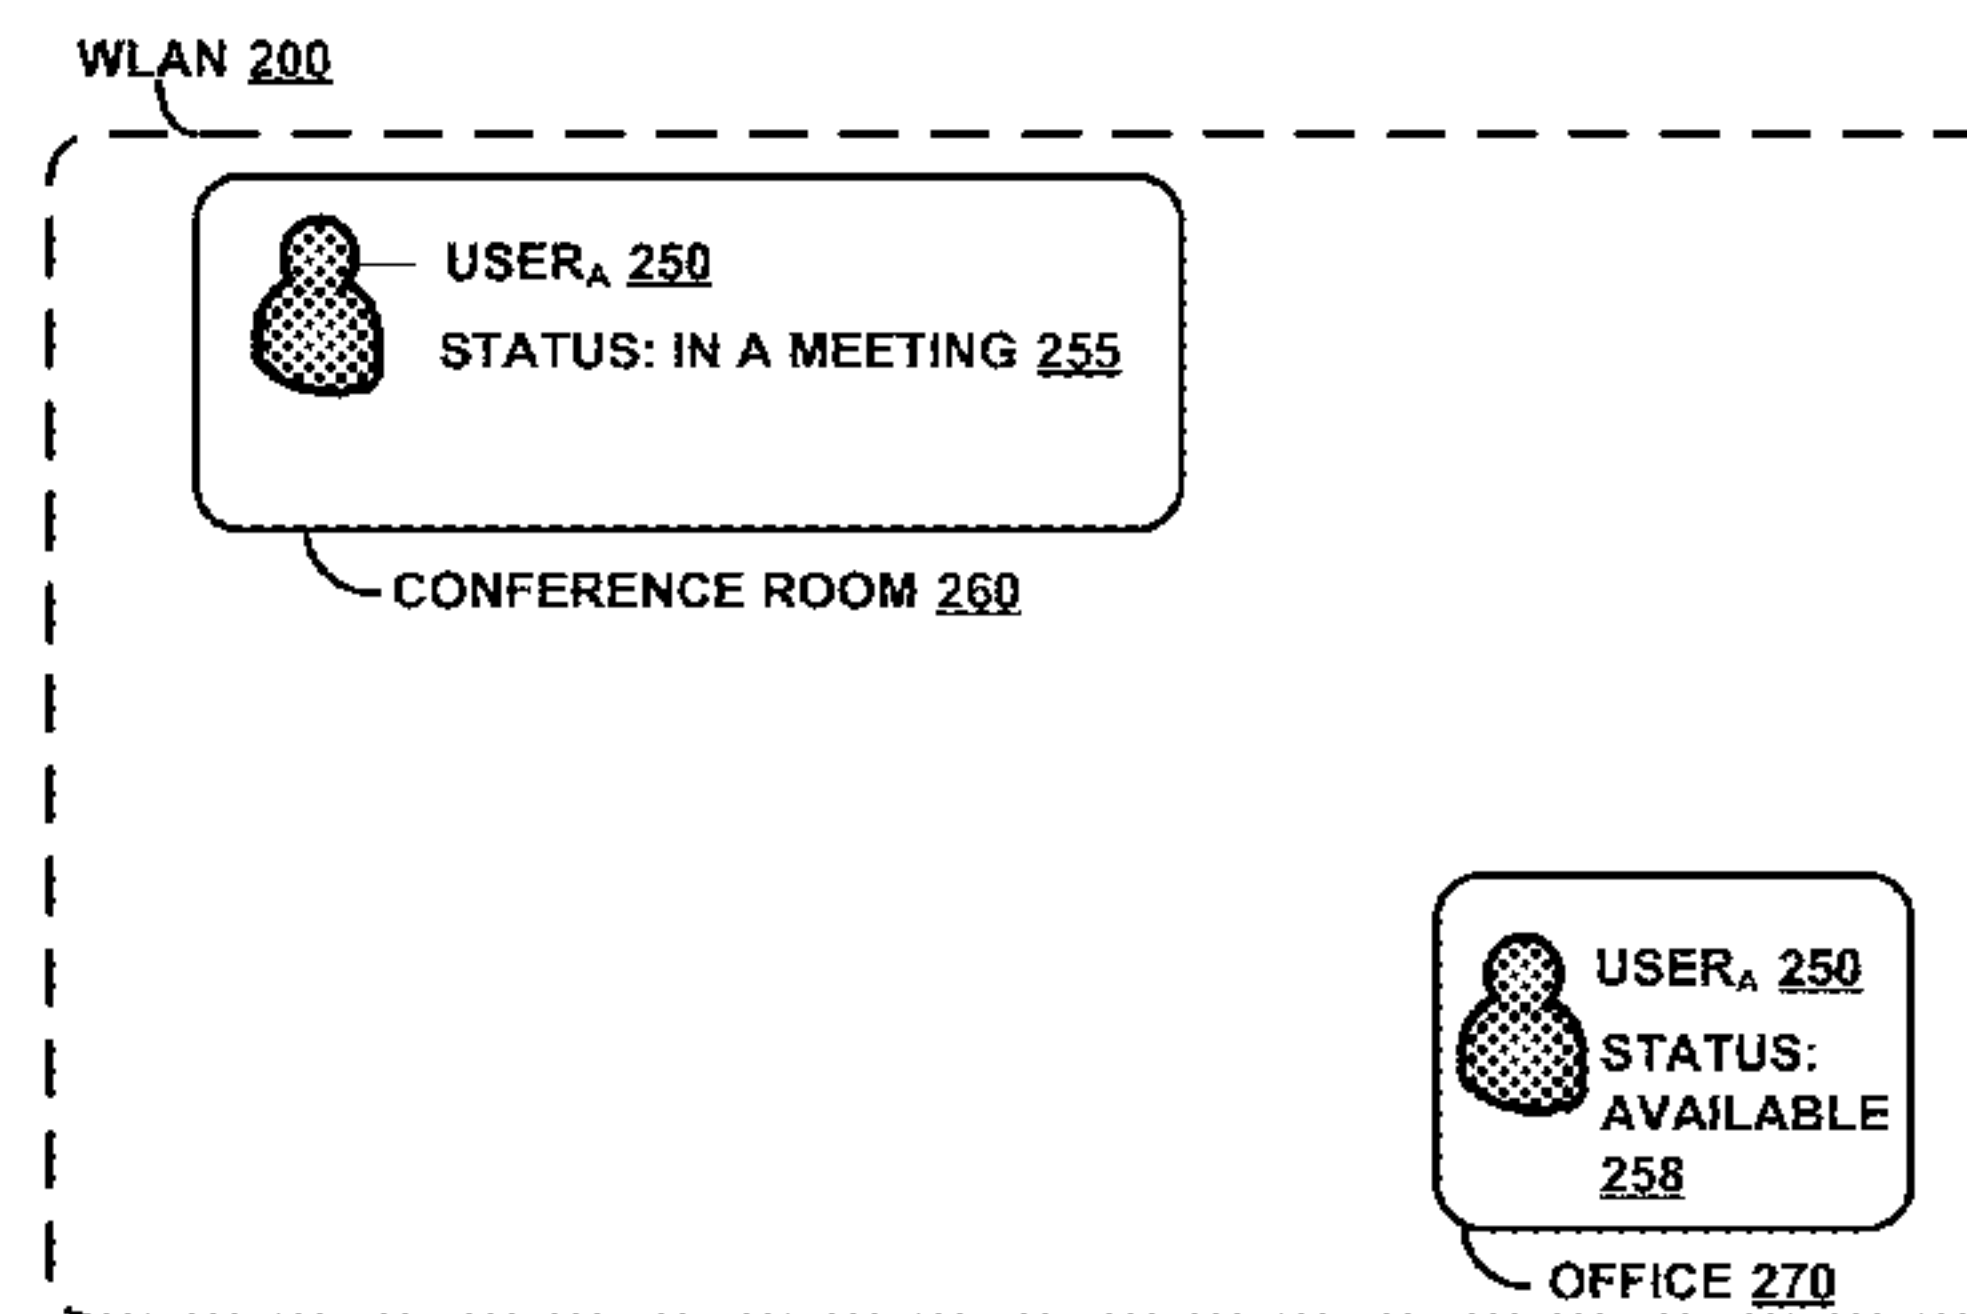 WLAN 200
USERA 250
STATUS: IN A MEETING 255
CONFERENCE ROOM 260
USERA 250
STATUS:
AVAILABLE
258
OFFICE 270